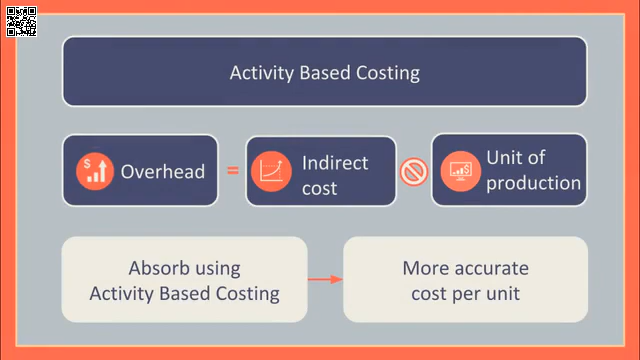 Activity Based Costing
Overhead
=
Indirect
cost
Unit of
production
Absorb using
Activity Based Costing
More accurate
cost per unit